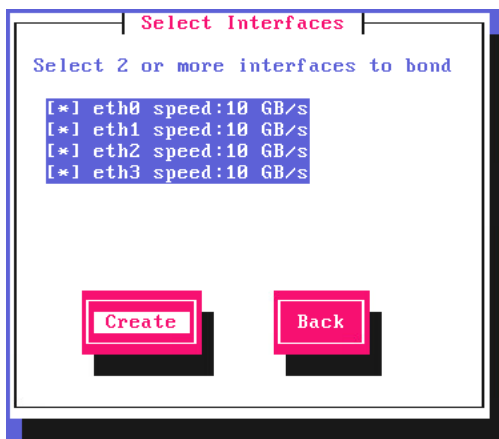 Select Interfaces
Select 2 or more interfaces to bond
[*] eth0 speed:10 GB/s
[*] eth1 speed:10 GB/s
[*] eth2 speed:10 GB/s
[*] eth3 speed:10 GB/s
Create Back